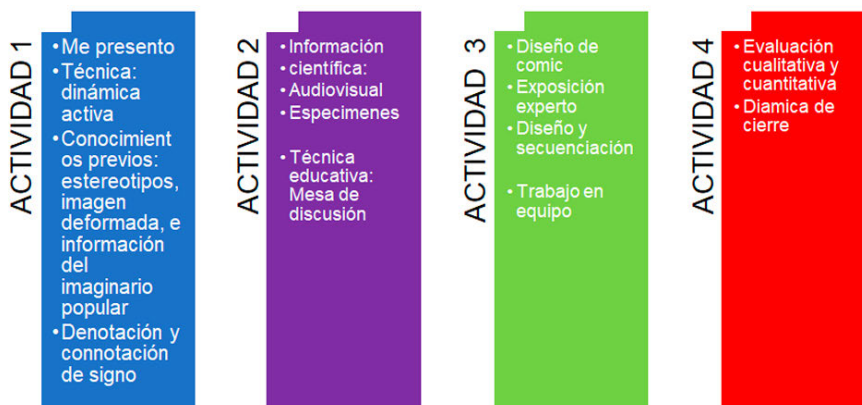 ACTIVIDAD 1
• Me presento
• Técnica:
dinámica
activa
• Conocimient
os previos:
estereotipos,
imagen
deformada, e
información
del
imaginario
popular
• Denotación y
connotación
de signo
ACTIVIDAD 2
• Información
• científica:
• Audiovisual
• Especimenes
• Técnica
educativa:
Mesa de
discusión
ACTIVIDAD 3
• Diseño de
comic
• Exposición
experto
• Diseño y
secuenciación
• Trabajo en
equipo
ACTIVIDAD 4
• Evaluación
cualitativa y
cuantitativa
• Diamica de
cierre